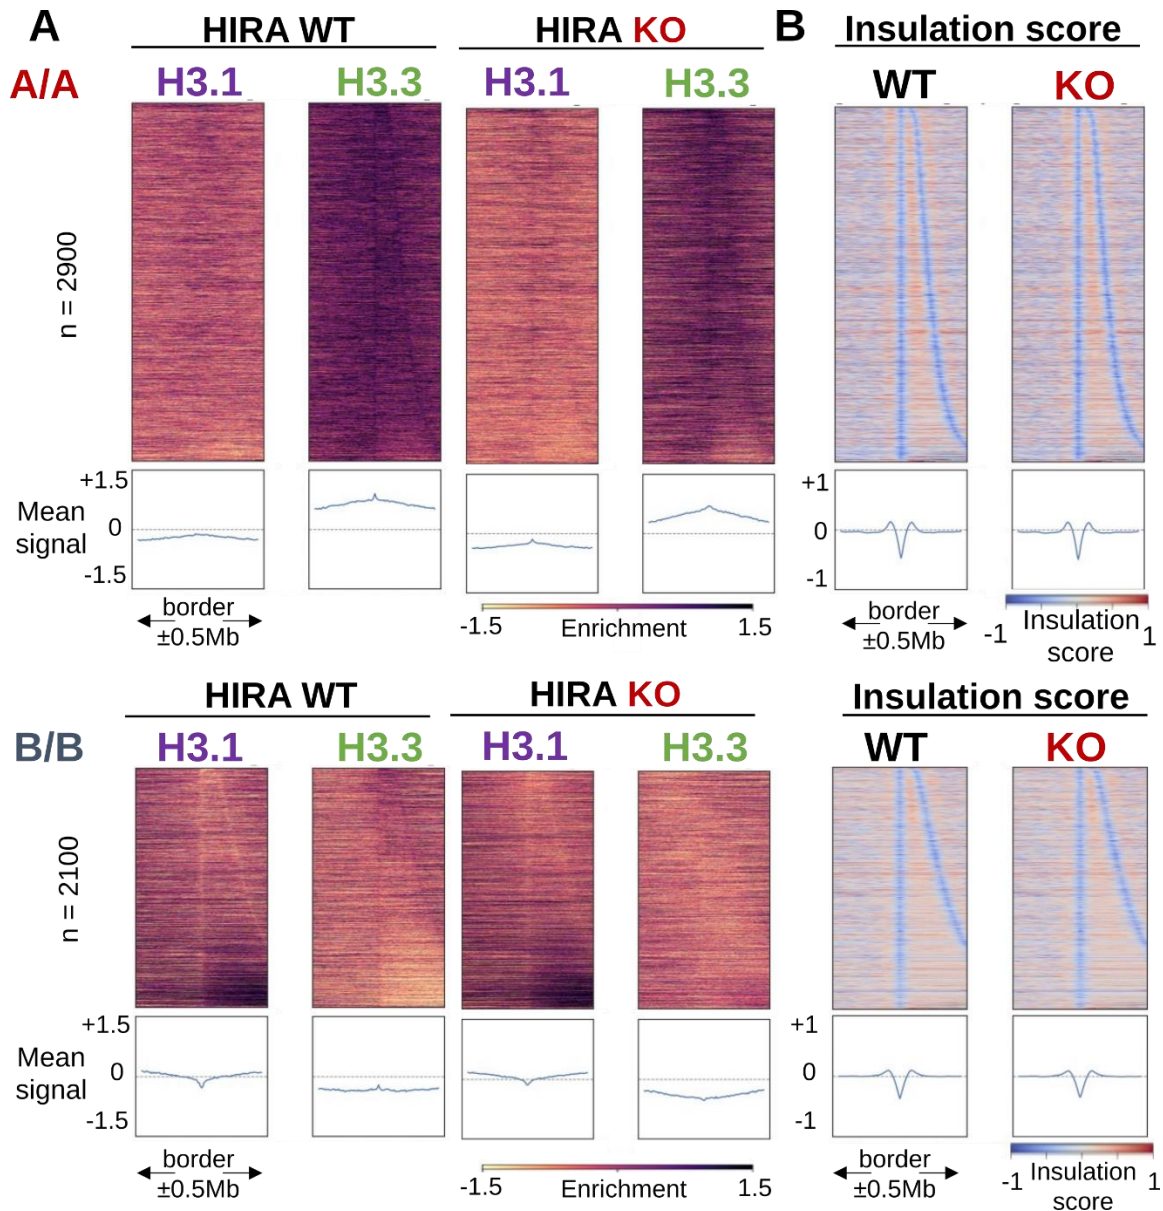 A
HIRA WT
HIRA KO
B
Insulation score
A/A
H3.1
H3.3
H3.1
H3.3
WT
KO
n = 2900
+1.5
Mean
signal
0
-1.5
+1
0
-1
border
±0.5Mb
-1.5
Enrichment
1.5
border
±0.5Mb
-1
Insulation
score
1
HIRA WT
HIRA KO
Insulation score
B/B
H3.1
H3.3
H3.1
H3.3
WT
KO
n = 2100
+1.5
Mean
signal
0
-1.5
+1
0
-1
border
±0.5Mb
-1.5
Enrichment
1.5
border
±0.5Mb
-1
Insulation
score
1